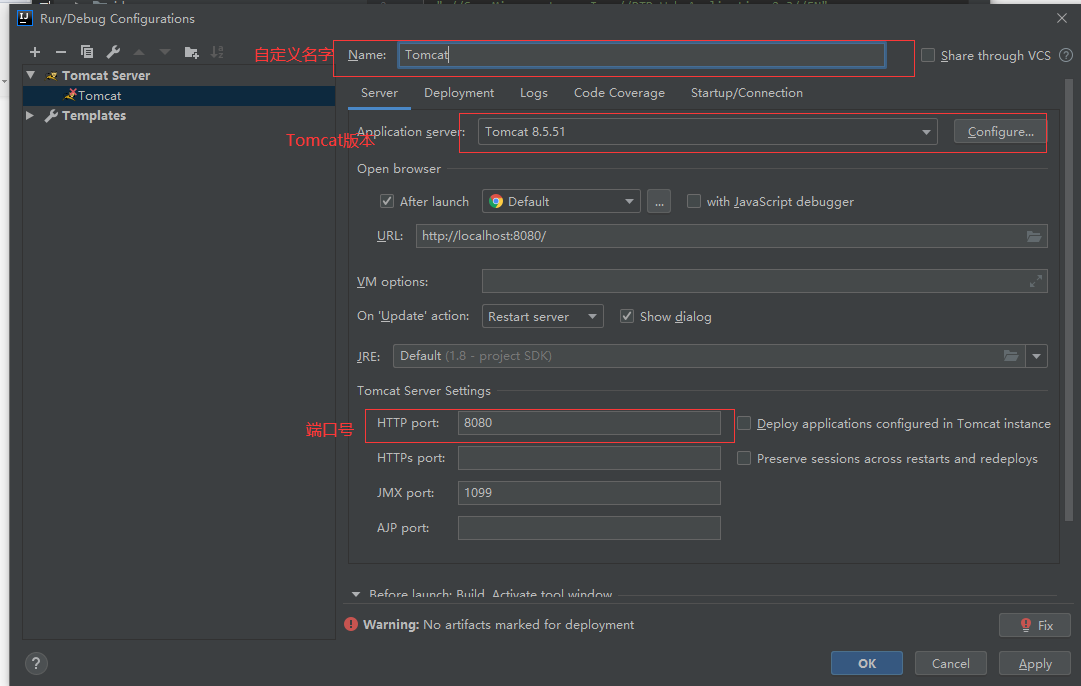 Run/Debug Configurations
自定义名字
Name: Tomcat
Share through VCS
Tomcat Server
Tomcat
Templates
Server Deployment Logs Code Coverage Startup/Connection
Tomcat版本
Application server: Tomcat 8.5.51 Configure...
Open browser
After launch Default ... with JavaScript debugger
URL: http://localhost:8080/
VM options:
On 'Update' action: Restart server Show dialog
JRE: Default (1.8 - project SDK)
Tomcat Server Settings
端口号
HTTP port: 8080 Deploy applications configured in Tomcat instance
HTTPs port: Preserve sessions across restarts and redeploys
JMX port: 1099
AJP port:
Before launch: Build, Activate tool window
Warning: No artifacts marked for deployment
Fix
? OK Cancel Apply